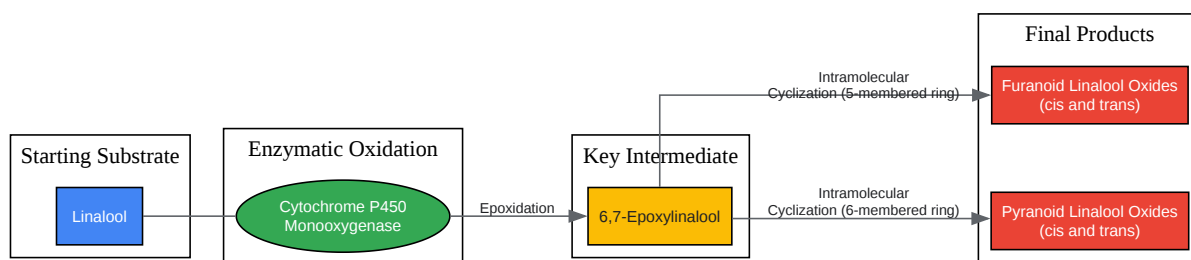 Starting Substrate
Linalool
Enzymatic Oxidation
Cytochrome P450
Monooxygenase
Epoxidation
Key Intermediate
6,7-Epoxylinalool
Intramolecular
Cyclization (5-membered ring)
Intramolecular
Cyclization (6-membered ring)
Final Products
Furanoid Linalool Oxides
(cis and trans)
Pyranoid Linalool Oxides
(cis and trans)